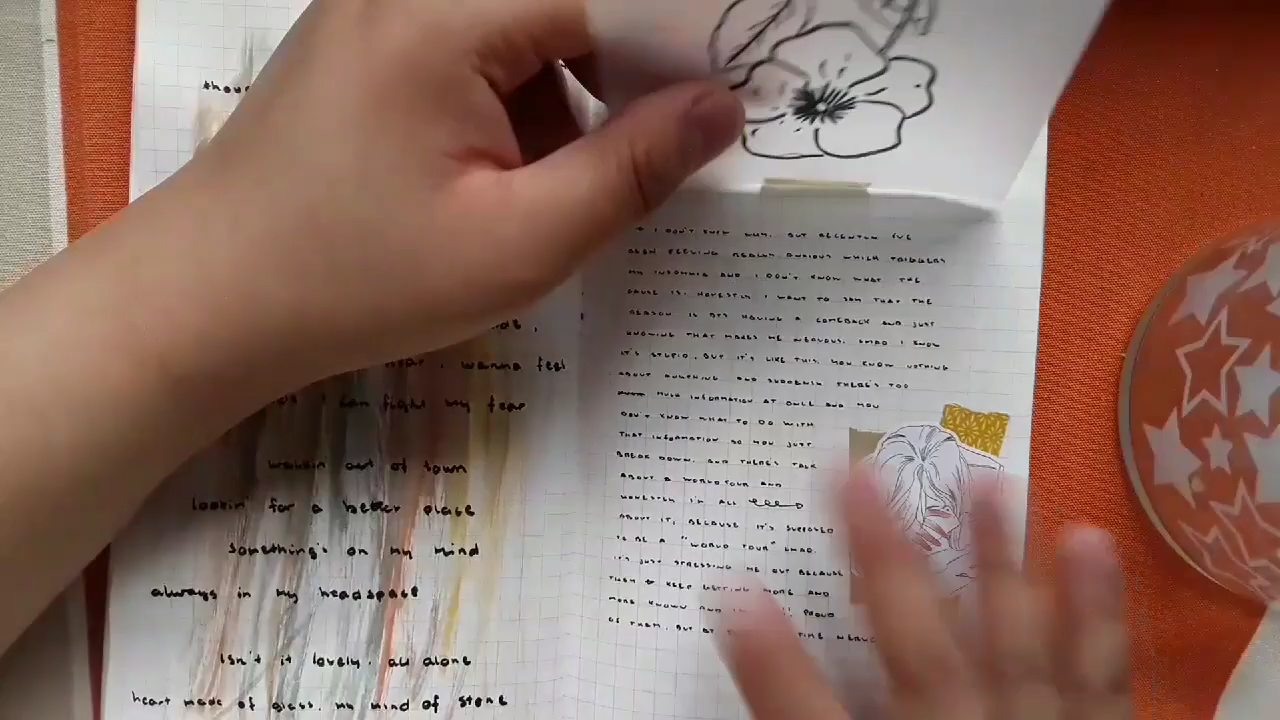 thou
wanna feel
I can fight my fear
walkin out of town
lookin' for a better place
something's on my mind
always in my headspace
isn't it lovely, all alone
heart made of glass, my mind of stone
I DON'T KNOW WHY, BUT RECENTLY I'VE
BEEN FEELING REALLY ANXIOUS WHICH TRIGGERS
MY INSOMNIA AND I DON'T KNOW WHAT THE
CAUSE IS. HONESTLY I WANT TO SAY THAT THE
REASON IS BTS HAVING A COMEBACK AND JUST
KNOWING THAT MAKES ME NERVOUS. LMAO I KNOW
IT'S STUPID, BUT IT'S LIKE THIS. YOU KNOW NOTHING
ABOUT ANYTHING AND SUDDENLY THERE'S TOO
MUCH INFORMATION AT ONCE AND YOU
DON'T KNOW WHAT TO DO WITH
THAT INFORMATION SO YOU JUST
BREAK DOWN. AND THERE'S TALK
ABOUT A WORLD TOUR AND
HONESTLY I'M ALL
ABOUT IT, BECAUSE IT'S SUPPOSED
TO BE A "WORLD TOUR" LMAO.
IT'S JUST STRESSING ME OUT BECAUSE
THEY KEEP GETTING MORE AND
MORE KNOWN AND PROUD
OF THEM, BUT AT TIME NERVO